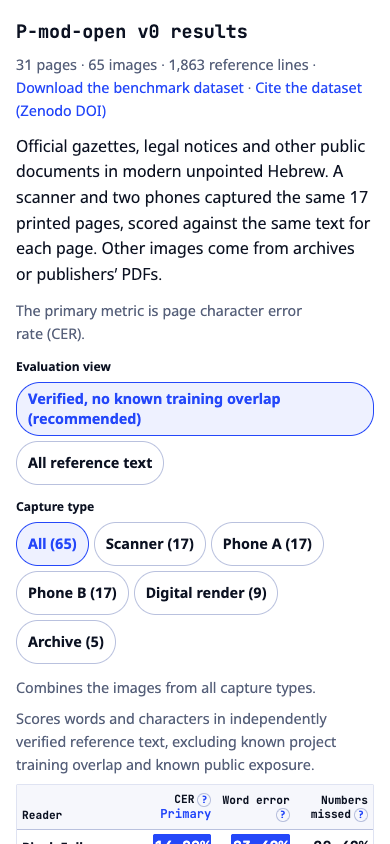 P-mod-open v0 results
31 pages · 65 images · 1,863 reference lines ·
Download the benchmark dataset · Cite the dataset
(Zenodo DOI)
Official gazettes, legal notices and other public
documents in modern unpointed Hebrew. A
scanner and two phones captured the same 17
printed pages, scored against the same text for
each page. Other images come from archives
or publishers’ PDFs.
The primary metric is page character error
rate (CER).
Evaluation view
Verified, no known training overlap
(recommended)
All reference text
Capture type
All (65) Scanner (17) Phone A (17)
Phone B (17) Digital render (9)
Archive (5)
Combines the images from all capture types.
Scores words and characters in independently
verified reference text, excluding known project
training overlap and known public exposure.
CER ? Word error Numbers
Reader Primary ? missed ?